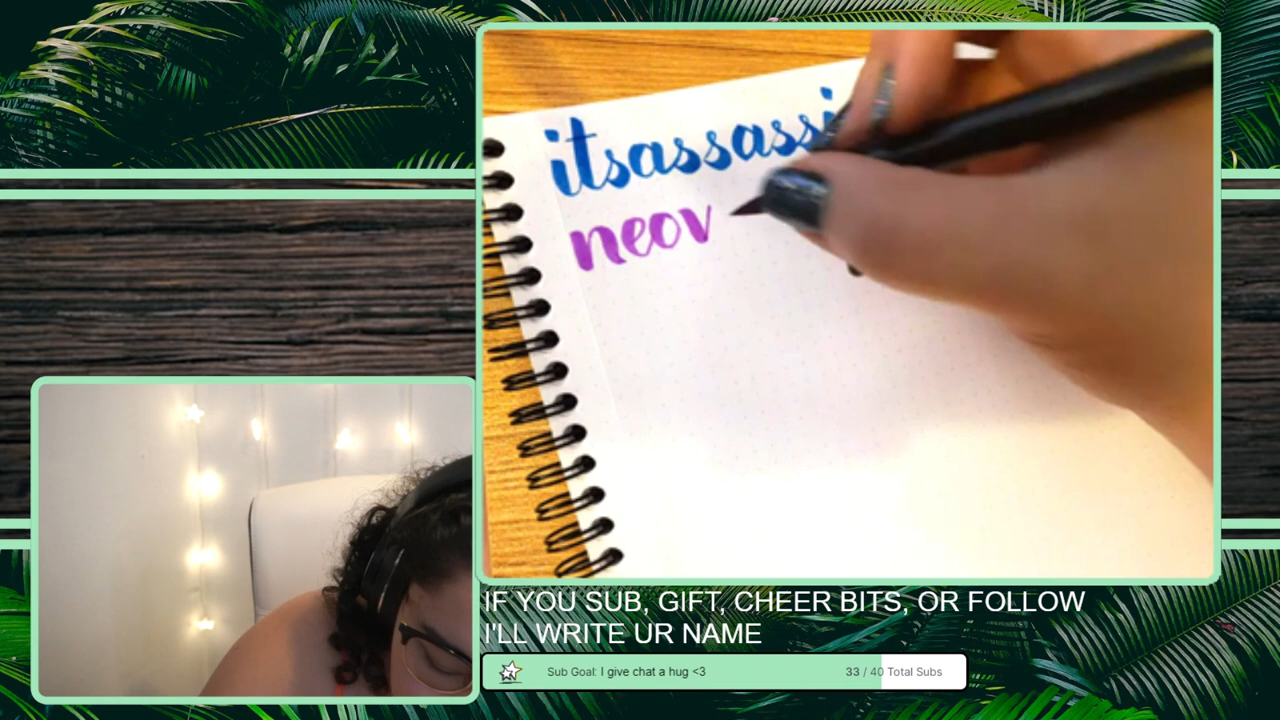 itsassassi
neov
IF YOU SUB, GIFT, CHEER BITS, OR FOLLOW
I'LL WRITE UR NAME
Sub Goal: I give chat a hug <3 33 / 40 Total Subs